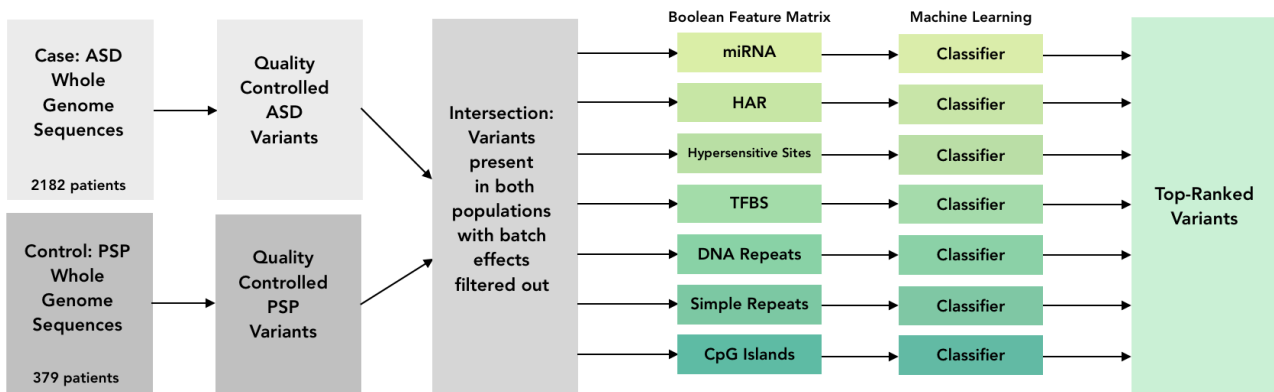 Case: ASD
Whole
Genome
Sequences
2182 patients
Quality
Controlled
ASD
Variants
Control: PSP
Whole
Genome
Sequences
379 patients
Quality
Controlled
PSP
Variants
Intersection:
Variants
present
in both
populations
with batch
effects
filtered out
Boolean Feature Matrix
Machine Learning
miRNA
Classifier
HAR
Classifier
Hypersensitive Sites
Classifier
TFBS
Classifier
DNA Repeats
Classifier
Simple Repeats
Classifier
CpG Islands
Classifier
Top-Ranked
Variants